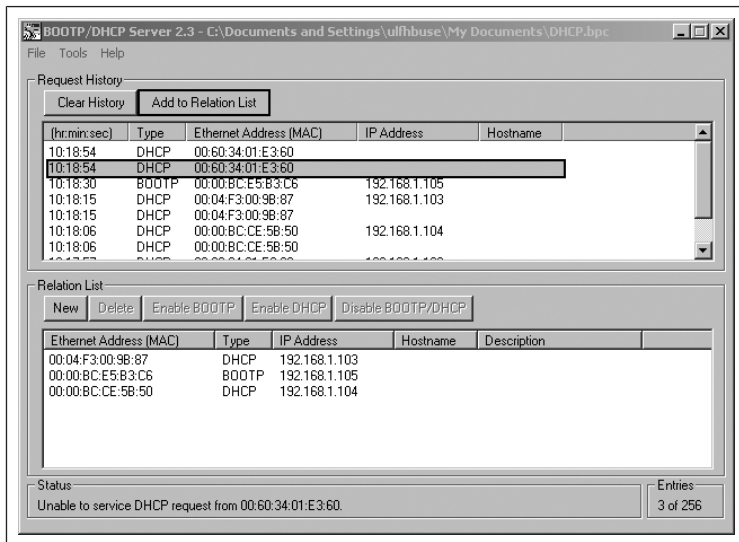 BOOTP/DHCP Server 2.3 - C:\Documents and Settings\ulfhbuse\My Documents\DHCP.bpc
File Tools Help
Request History
Clear History Add to Relation List
(hr:min:sec) Type Ethernet Address (MAC) IP Address Hostname
10:18:54 DHCP 00:60:34:01:E3:60
10:18:54 DHCP 00:60:34:01:E3:60
10:18:30 BOOTP 00:00:BC:E5:B3:C6 192.168.1.105
10:18:15 DHCP 00:04:F3:00:9B:87 192.168.1.103
10:18:15 DHCP 00:04:F3:00:9B:87
10:18:06 DHCP 00:00:BC:CE:5B:50 192.168.1.104
10:18:06 DHCP 00:00:BC:CE:5B:50
Relation List
New Delete Enable BOOTP Enable DHCP Disable BOOTP/DHCP
Ethernet Address (MAC) Type IP Address Hostname Description
00:04:F3:00:9B:87 DHCP 192.168.1.103
00:00:BC:E5:B3:C6 BOOTP 192.168.1.105
00:00:BC:CE:5B:50 DHCP 192.168.1.104
Status
Unable to service DHCP request from 00:60:34:01:E3:60.
Entries
3 of 256